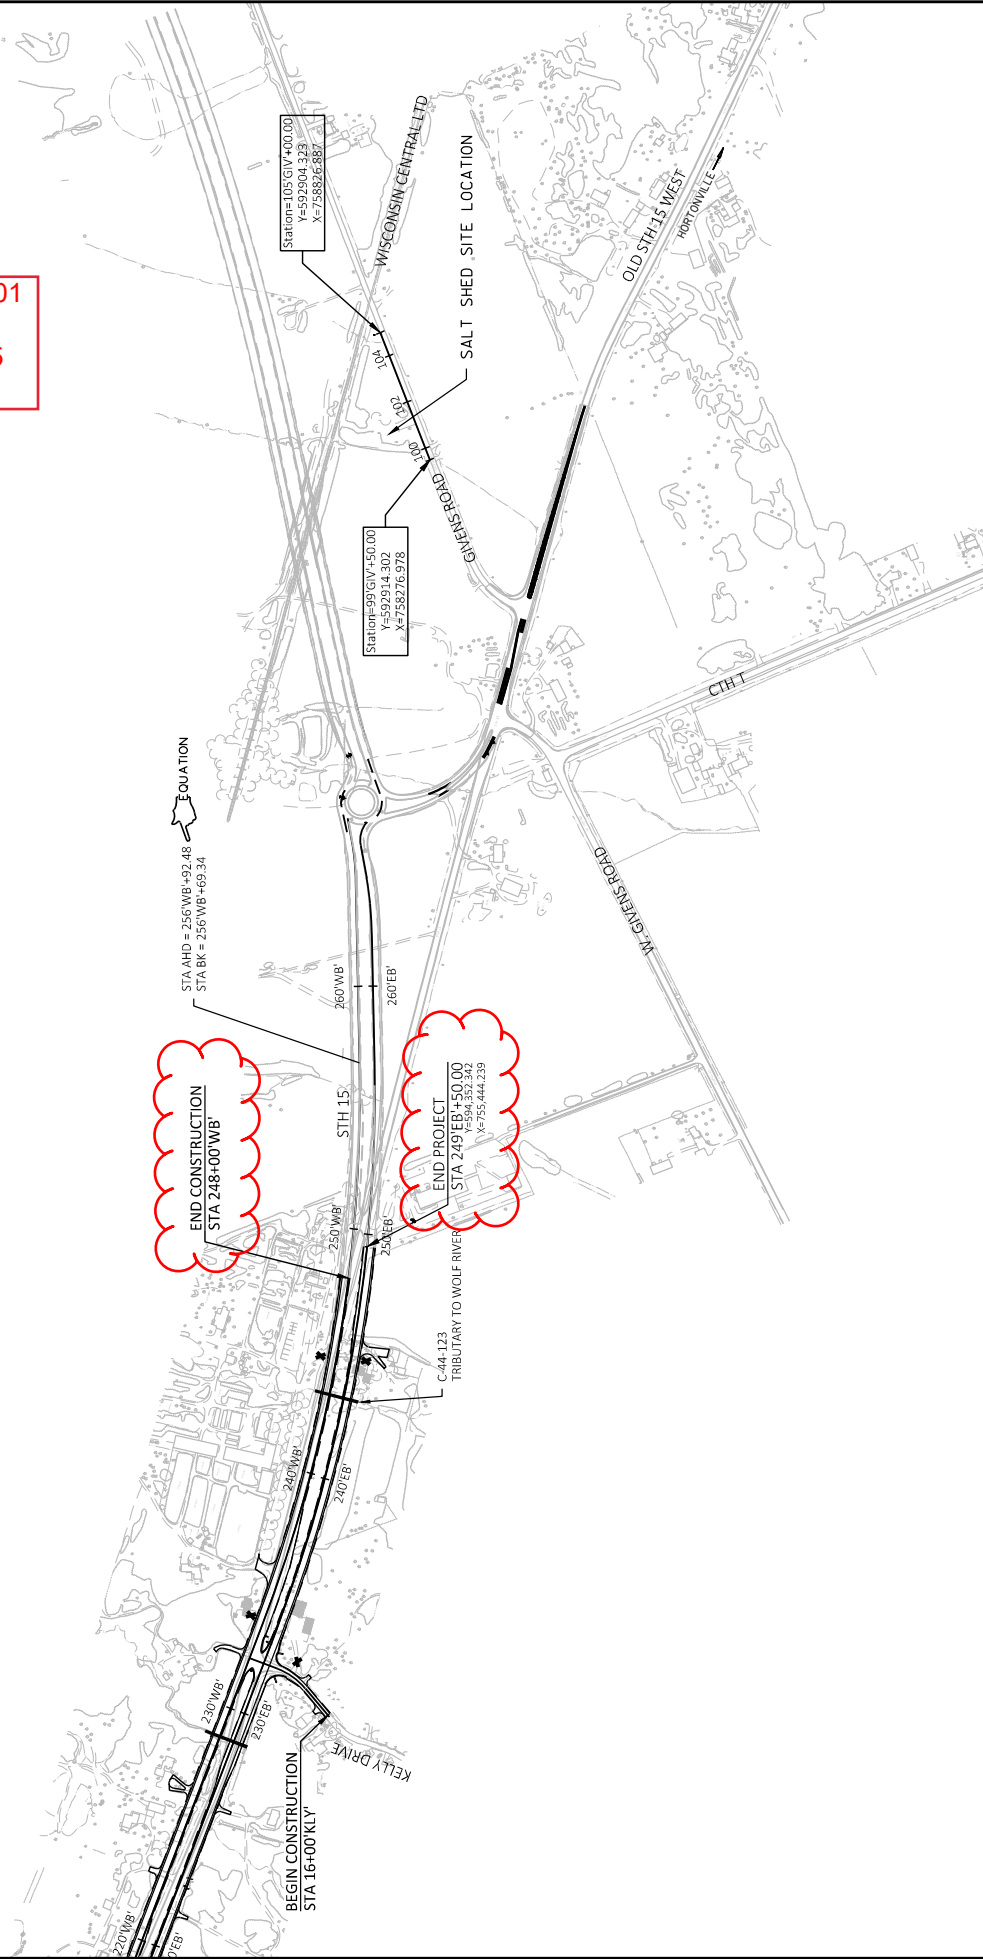 01
S
Station=105'GIV'+00.00
Y=592904.323
X=758826.887
WISCONSIN CENTRAL LTD
SALT SHED SITE LOCATION
OLD STH 15 WEST
HORTONVILLE
104
102
100
Station=99'GIV'+50.00
Y=592914.302
X=758276.978
GIVENS ROAD
CTH T
EQUATION
STA AHD = 256'WB'+92.48
STA BK = 256'WB'+69.34
W. GIVENS ROAD
260'WB'
260'EB'
END CONSTRUCTION
STA 248+00'WB'
STH 15
END PROJECT
STA 249'EB'+50.00
Y=594,352.342
X=755,444.239
250'WB'
250'EB'
C-44-123
TRIBUTARY TO WOLF RIVER
240'WB'
240'EB'
230'WB'
230'EB'
KELLY DRIVE
BEGIN CONSTRUCTION
STA 16+00'KLY'
220'WB'
0'EB'